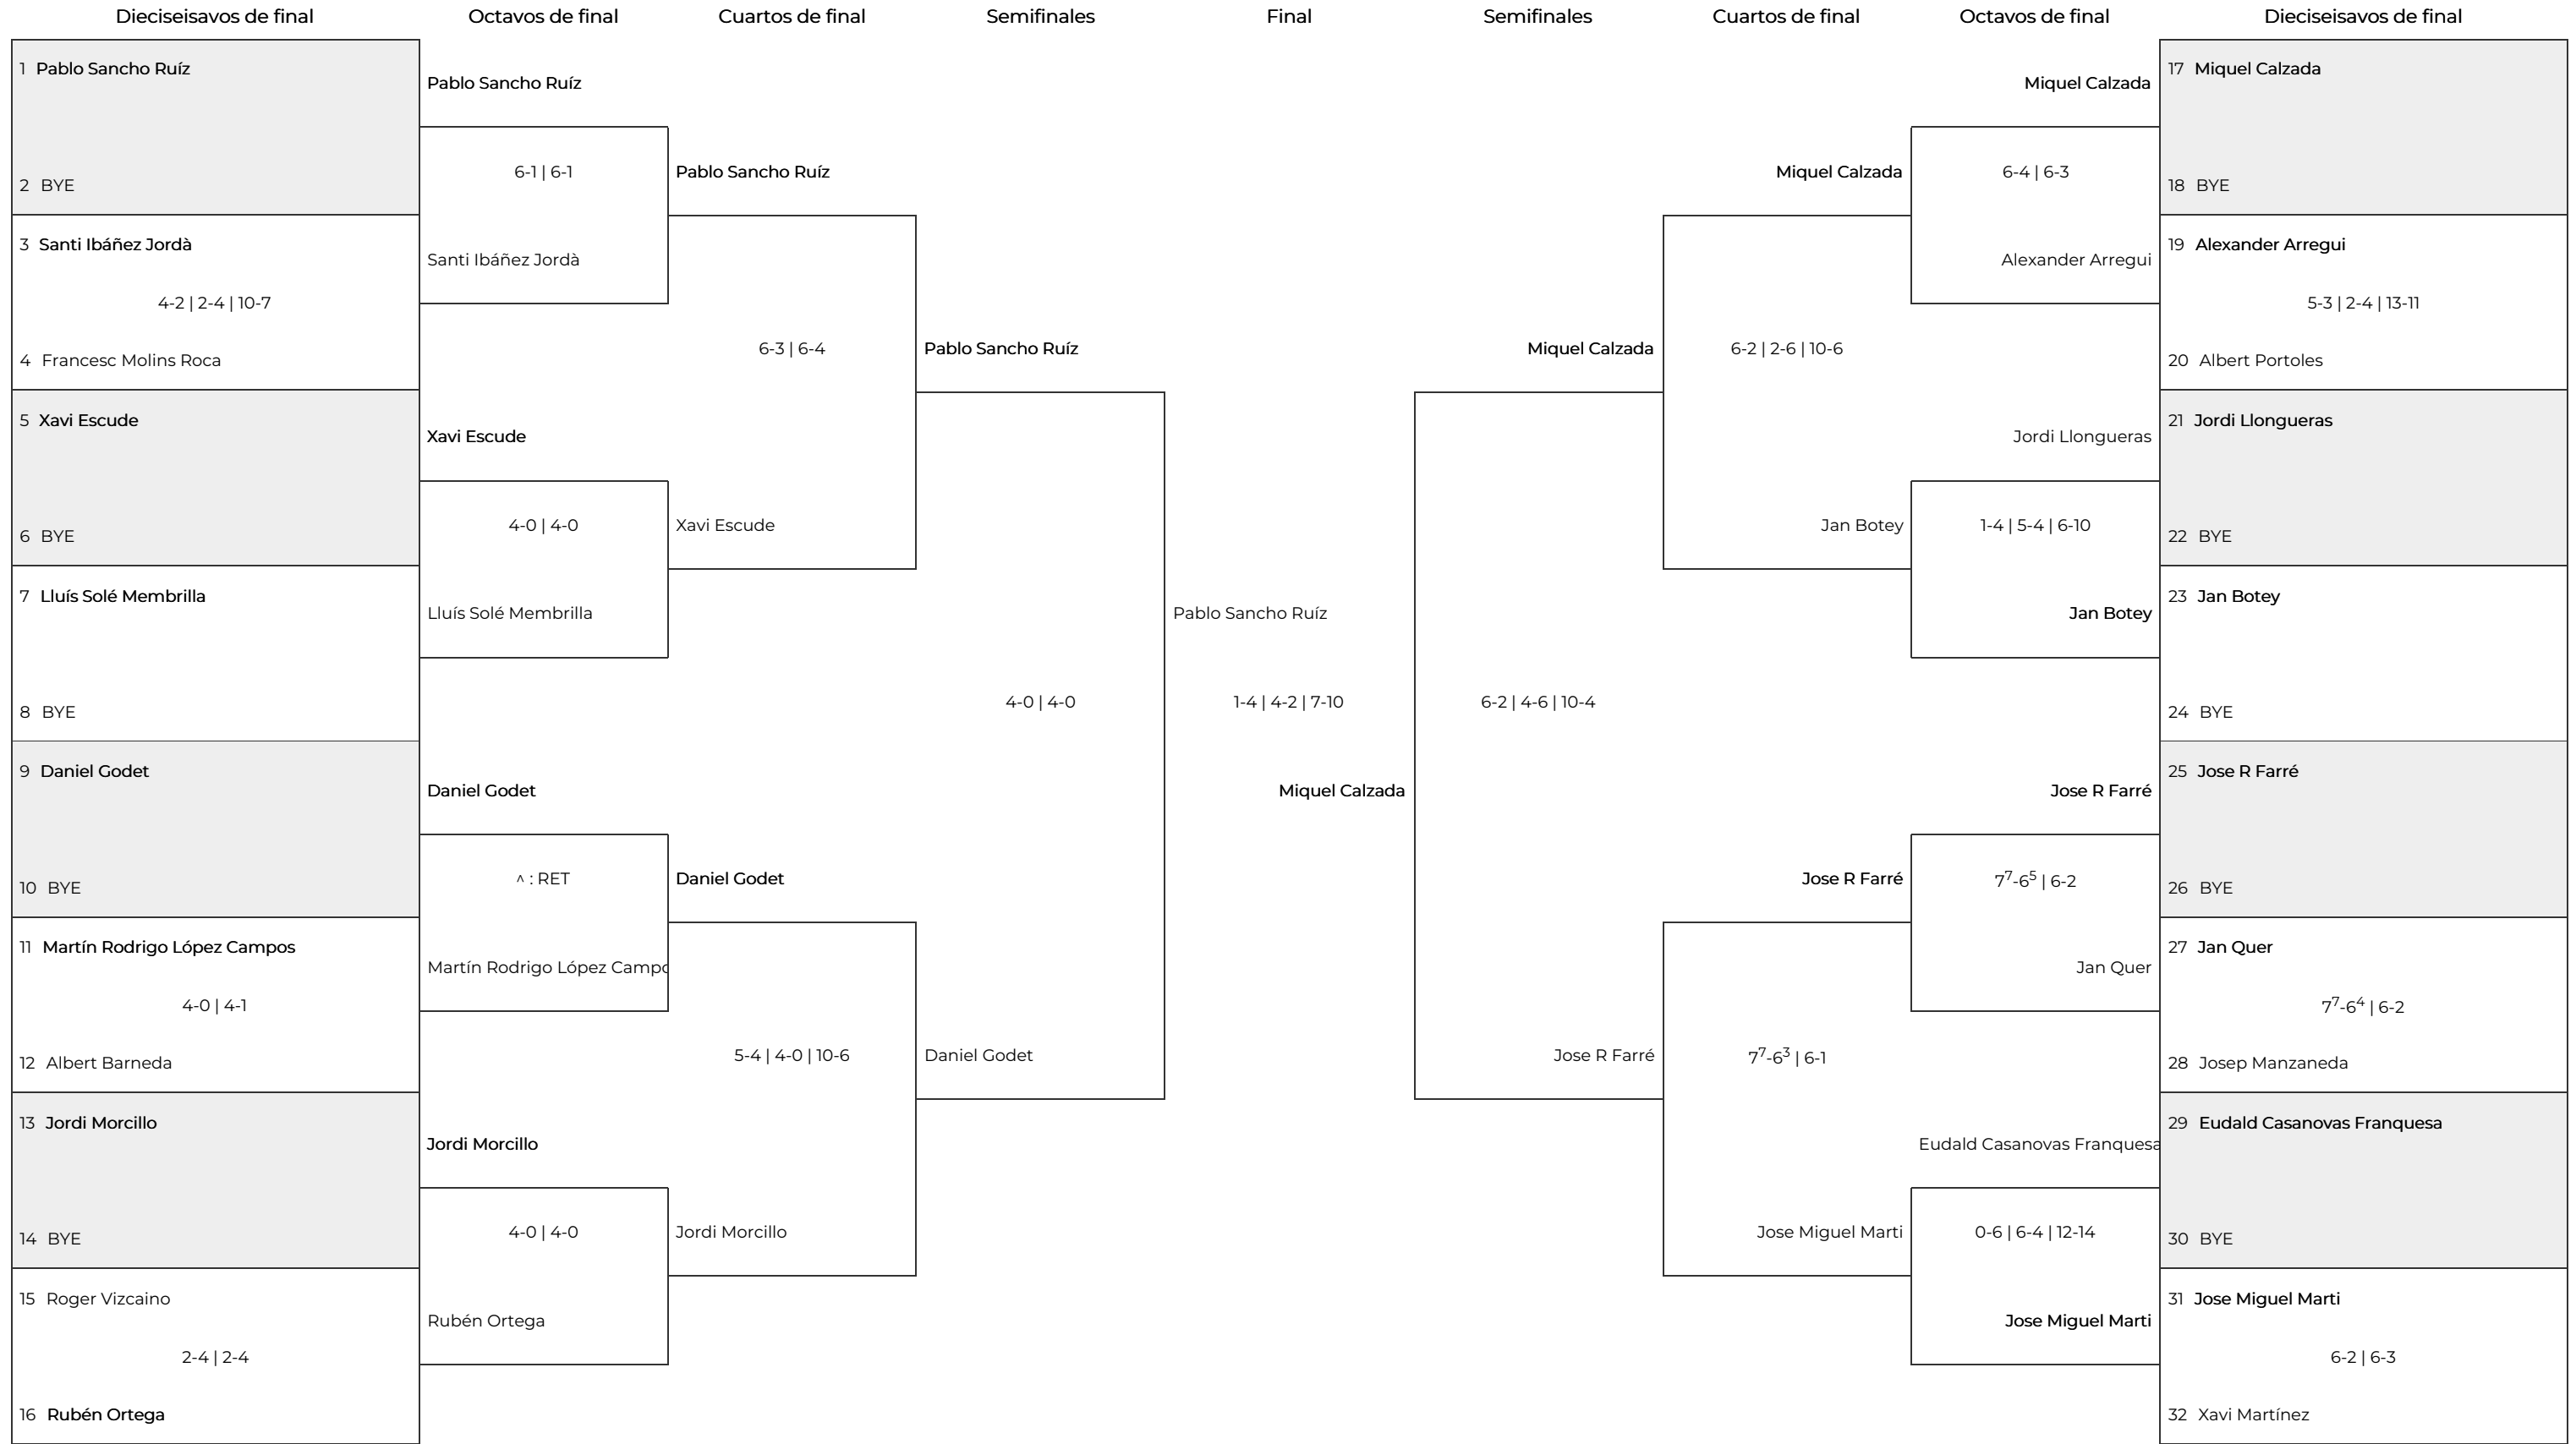 Dieciseisavos de final
Octavos de final
Cuartos de final
Semifinales
Final
Semifinales
Cuartos de final
Octavos de final
Dieciseisavos de final
1 Pablo Sancho Ruíz
2 BYE
3 Santi Ibáñez Jordà
4-2 | 2-4 | 10-7
4 Francesc Molins Roca
5 Xavi Escude
6 BYE
7 Lluís Solé Membrilla
8 BYE
9 Daniel Godet
10 BYE
11 Martín Rodrigo López Campos
4-0 | 4-1
12 Albert Barneda
13 Jordi Morcillo
14 BYE
15 Roger Vizcaino
2-4 | 2-4
16 Rubén Ortega
Pablo Sancho Ruíz
6-1 | 6-1
Santi Ibáñez Jordà
Xavi Escude
4-0 | 4-0
Lluís Solé Membrilla
Daniel Godet
^ : RET
Martín Rodrigo López Campo
Jordi Morcillo
4-0 | 4-0
Rubén Ortega
Pablo Sancho Ruíz
6-3 | 6-4
Xavi Escude
Daniel Godet
5-4 | 4-0 | 10-6
Jordi Morcillo
Pablo Sancho Ruíz
4-0 | 4-0
Daniel Godet
Pablo Sancho Ruíz
1-4 | 4-2 | 7-10
Miquel Calzada
Miquel Calzada
6-2 | 4-6 | 10-4
Jose R Farré
Miquel Calzada
6-2 | 2-6 | 10-6
Jan Botey
Jose R Farré
7⁷-6³ | 6-1
Jose Miguel Marti
Miquel Calzada
6-4 | 6-3
Alexander Arregui
Jordi Llongueras
1-4 | 5-4 | 6-10
Jan Botey
Jose R Farré
7⁷-6⁵ | 6-2
Jan Quer
Eudald Casanovas Franquesa
0-6 | 6-4 | 12-14
Jose Miguel Marti
17 Miquel Calzada
18 BYE
19 Alexander Arregui
5-3 | 2-4 | 13-11
20 Albert Portoles
21 Jordi Llongueras
22 BYE
23 Jan Botey
24 BYE
25 Jose R Farré
26 BYE
27 Jan Quer
7⁷-6⁴ | 6-2
28 Josep Manzaneda
29 Eudald Casanovas Franquesa
30 BYE
31 Jose Miguel Marti
6-2 | 6-3
32 Xavi Martínez